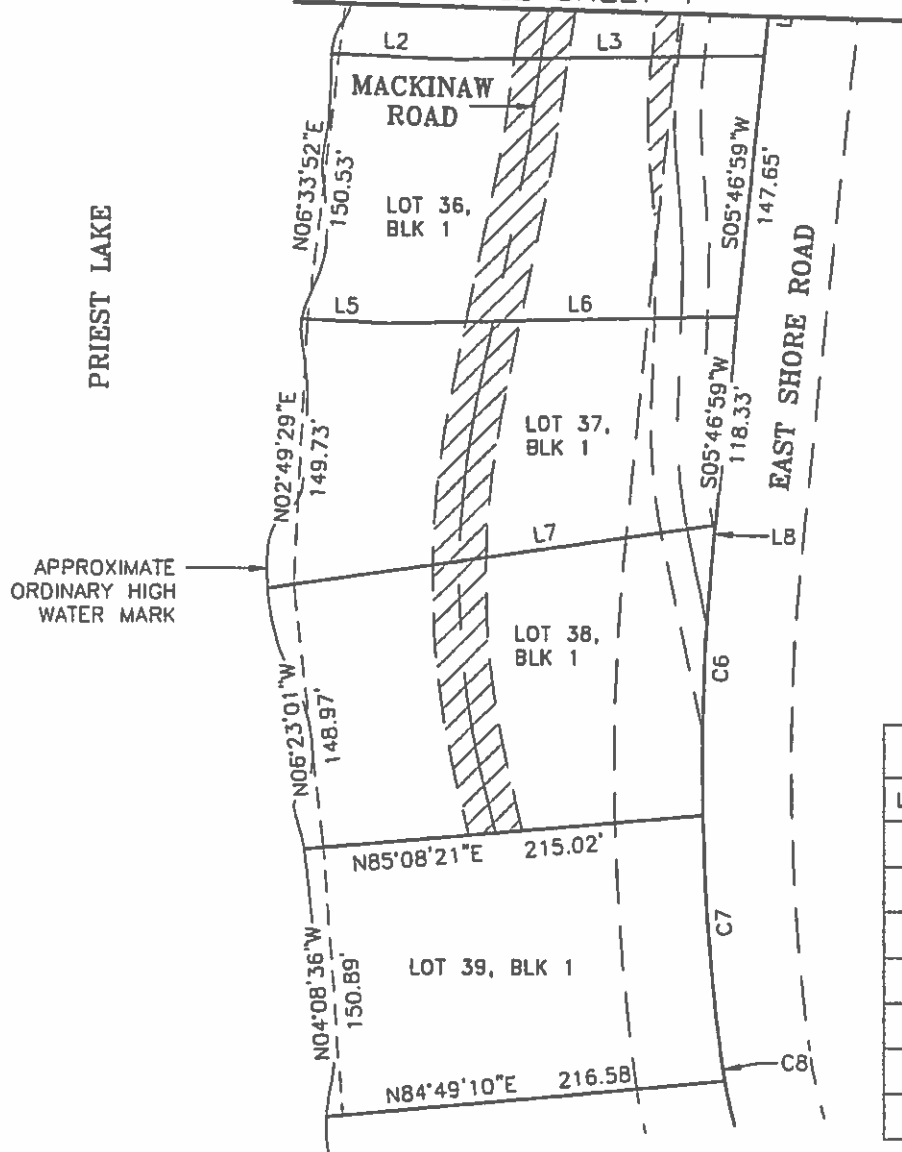 L2
L3
MACKINAW
ROAD
N06°33'52"E
150.53'
LOT 36,
BLK 1
S05°46'59"W
147.65'
PRIEST LAKE
L5
L6
EAST SHORE ROAD
N02°49'29"E
149.73'
LOT 37,
BLK 1
S05°46'59"W
118.33'
L7
L8
APPROXIMATE
ORDINARY HIGH
WATER MARK
LOT 38,
BLK 1
C6
N06°23'01"W
148.97'
N85°08'21"E 215.02'
C7
N04°08'36"W
150.89'
LOT 39, BLK 1
C8
N84°49'10"E 216.58